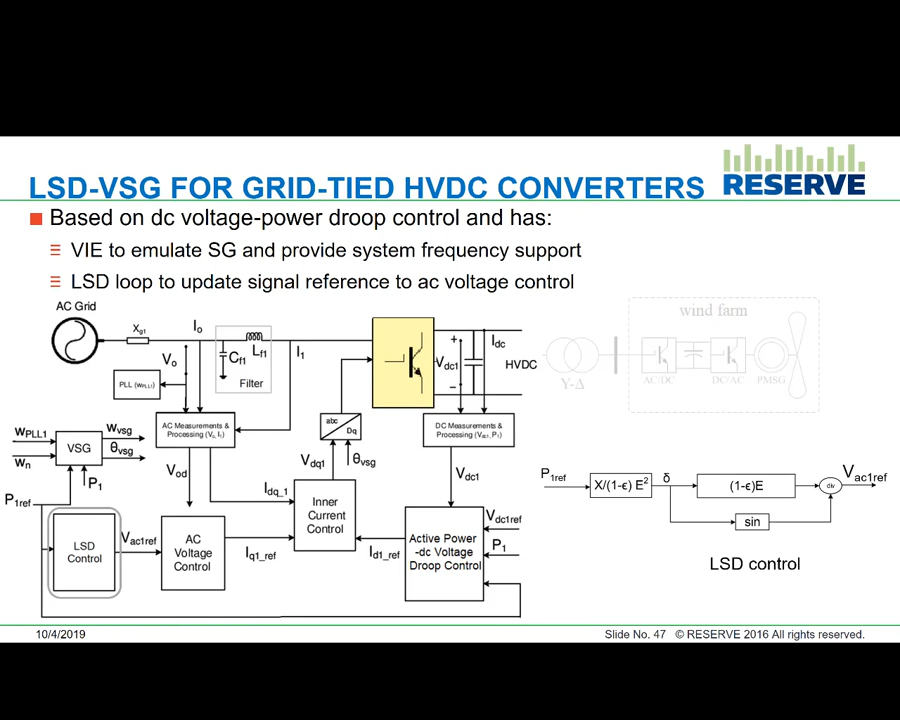 LSD-VSG FOR GRID-TIED HVDC CONVERTERS
RESERVE
Based on dc voltage-power droop control and has:
VIE to emulate SG and provide system frequency support
LSD loop to update signal reference to ac voltage control
AC Grid
Xg1
Io
Vo
Cf1
Lf1
Filter
I1
Vdc1
+
−
Idc
HVDC
PLL (wPLL1)
AC Measurements &
Processing (Vo, I1)
abc
Dq
DC Measurements &
Processing (Vdc1, P1)
wPLL1
wn
VSG
wvsg
θvsg
P1
P1ref
Vod
Vdq1
θvsg
Vdc1
Idq_1
LSD
Control
Vac1ref
AC
Voltage
Control
Iq1_ref
Inner
Current
Control
Id1_ref
Active Power
-dc Voltage
Droop Control
Vdc1ref
P1
wind farm
Y-Δ
AC/DC
DC/AC
PMSG
P1ref
X/(1-ϵ) E²
δ
(1-ϵ)E
sin
div
Vac1ref
LSD control
10/4/2019
Slide No. 47 © RESERVE 2016 All rights reserved.